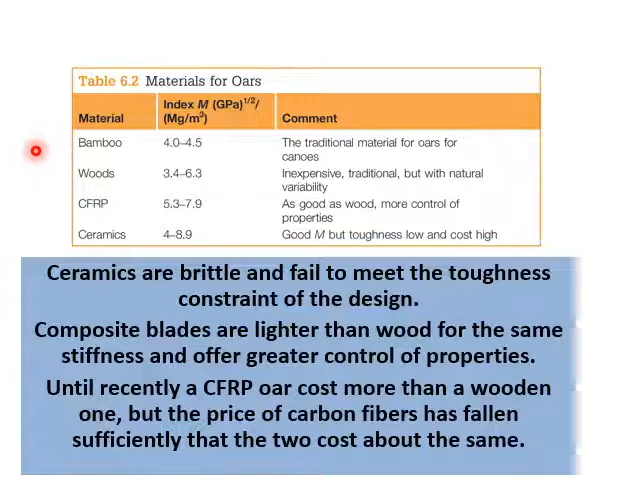 Table 6.2 Materials for Oars
Material Index M (GPa)^1/2/(Mg/m^3) Comment
Bamboo 4.0–4.5 The traditional material for oars for canoes
Woods 3.4–6.3 Inexpensive, traditional, but with natural variability
CFRP 5.3–7.9 As good as wood, more control of properties
Ceramics 4–8.9 Good M but toughness low and cost high
Ceramics are brittle and fail to meet the toughness
constraint of the design.
Composite blades are lighter than wood for the same
stiffness and offer greater control of properties.
Until recently a CFRP oar cost more than a wooden
one, but the price of carbon fibers has fallen
sufficiently that the two cost about the same.